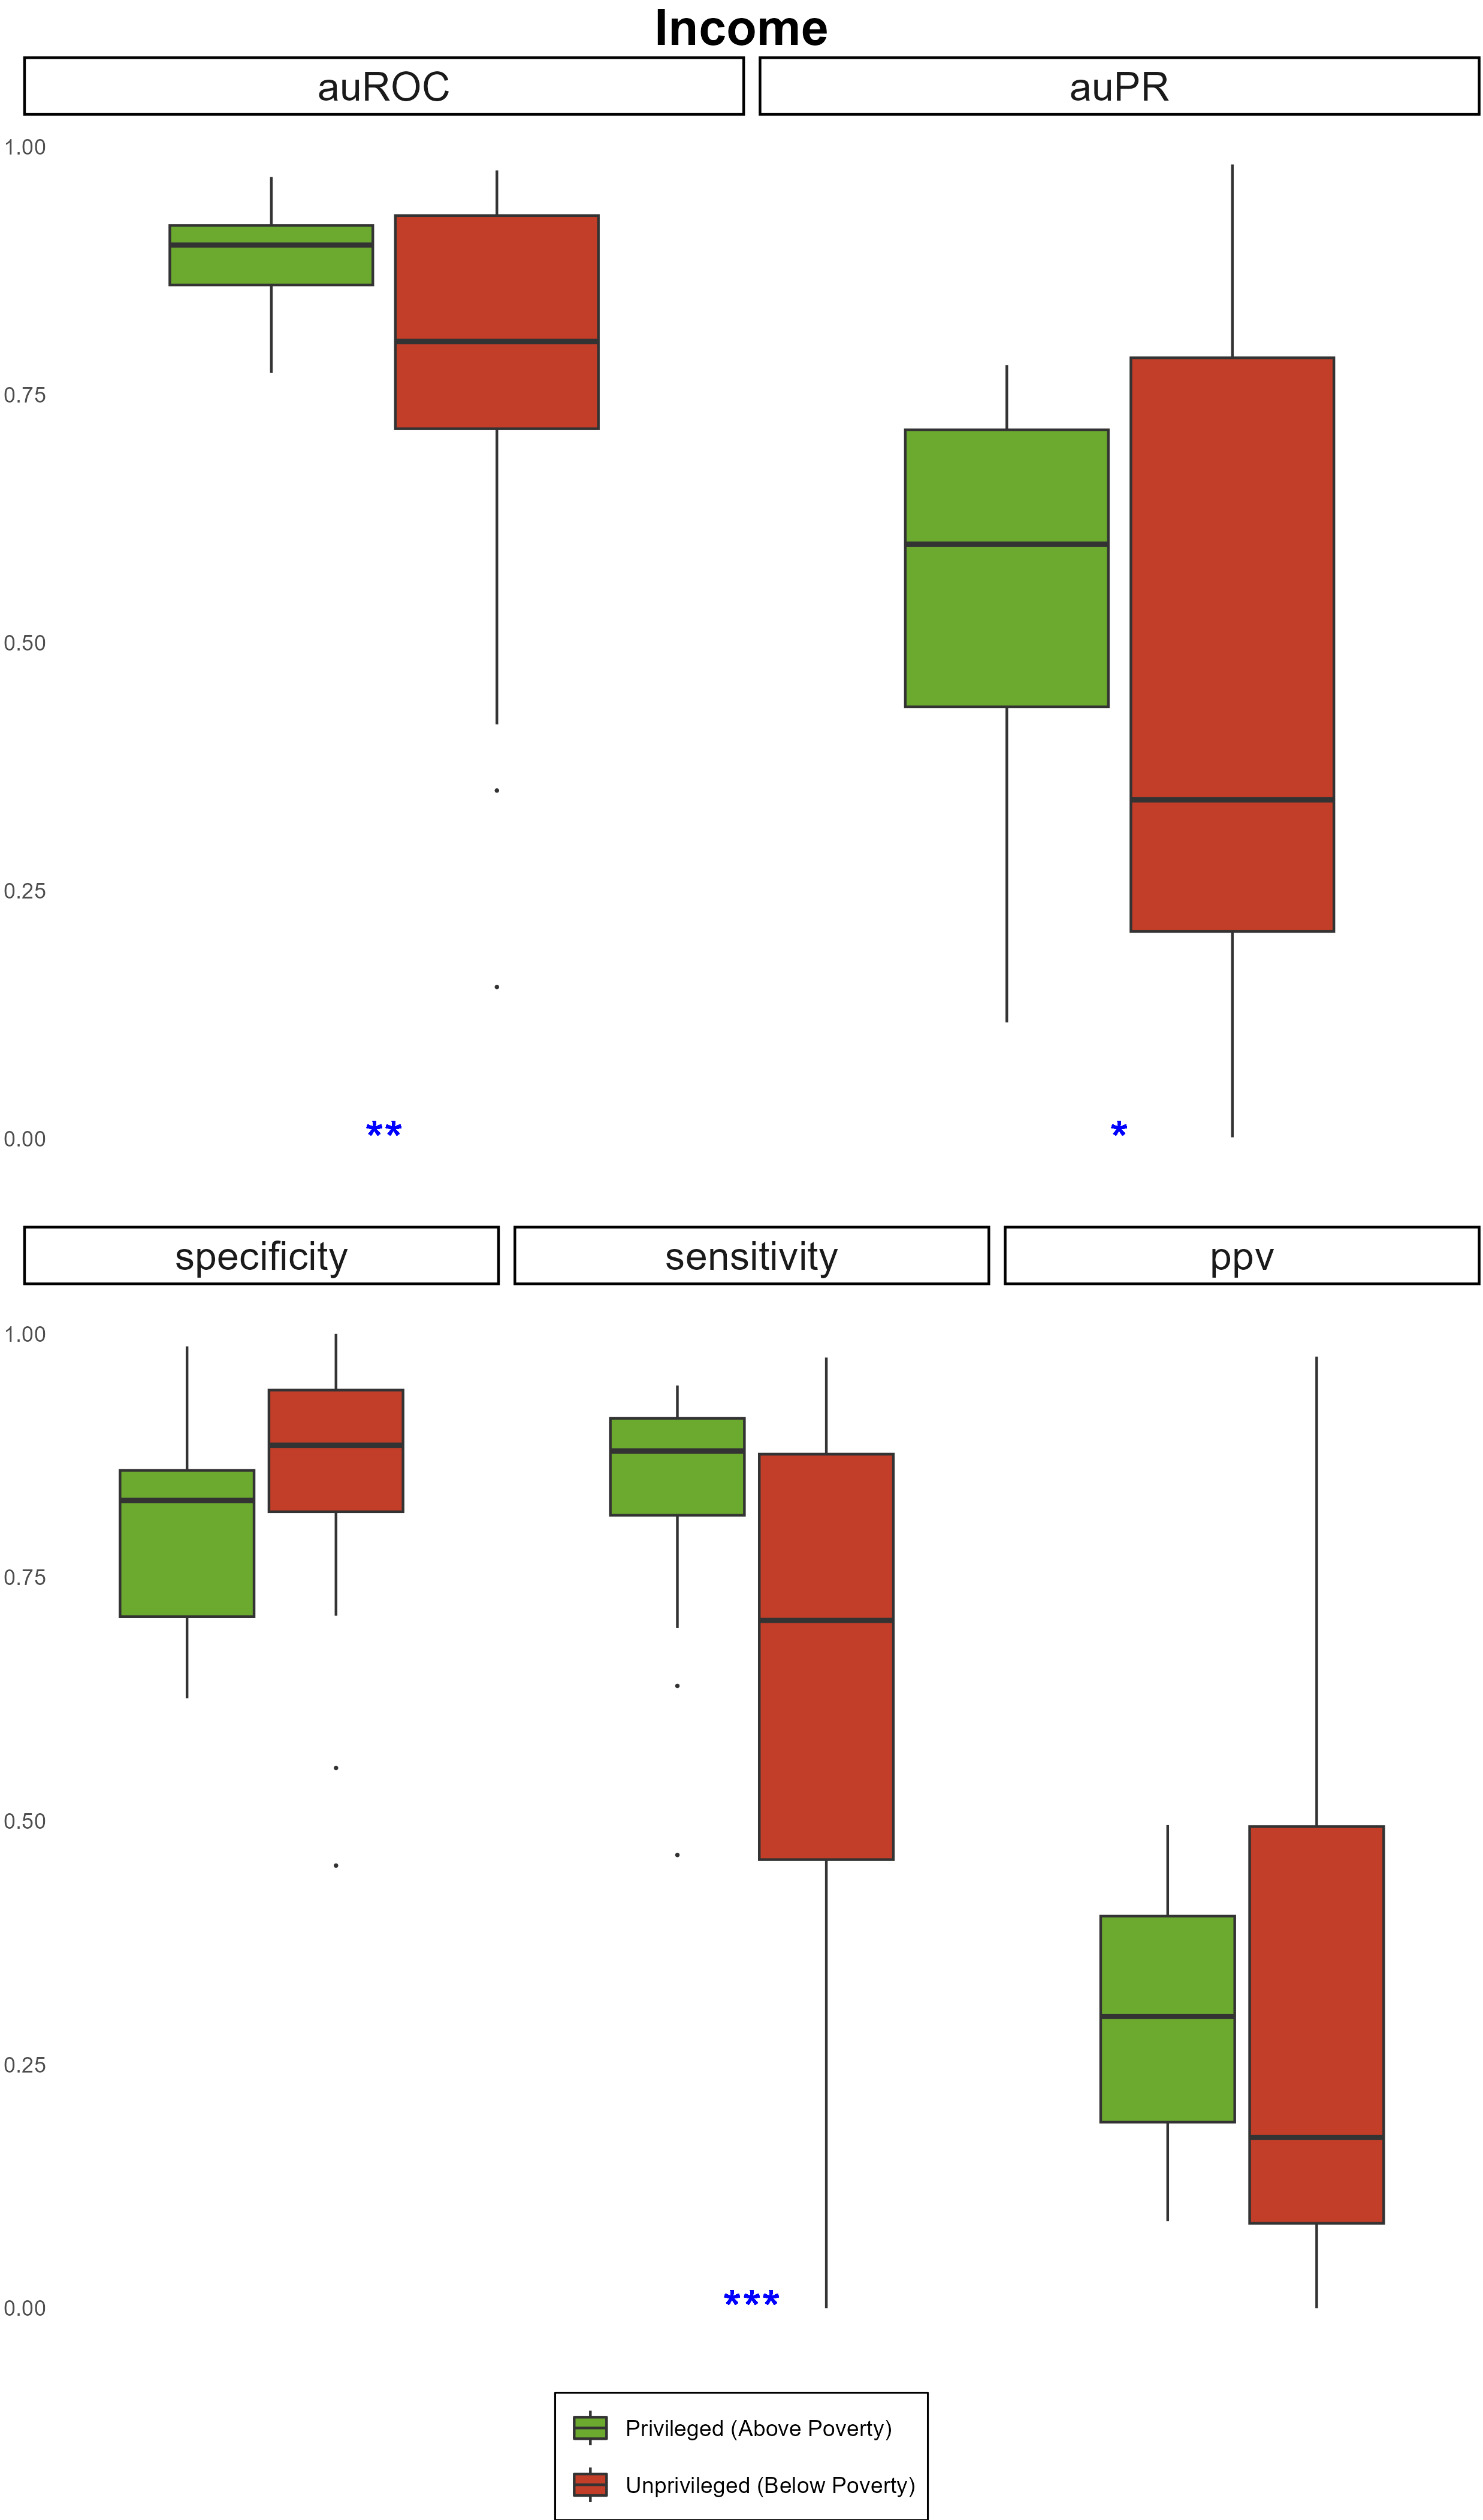 Income
auROC auPR
1.00
0.75
0.50
0.25
0.00
** *
specificity sensitivity ppv
1.00
0.75
0.50
0.25
0.00
***
Privileged (Above Poverty)
Unprivileged (Below Poverty)